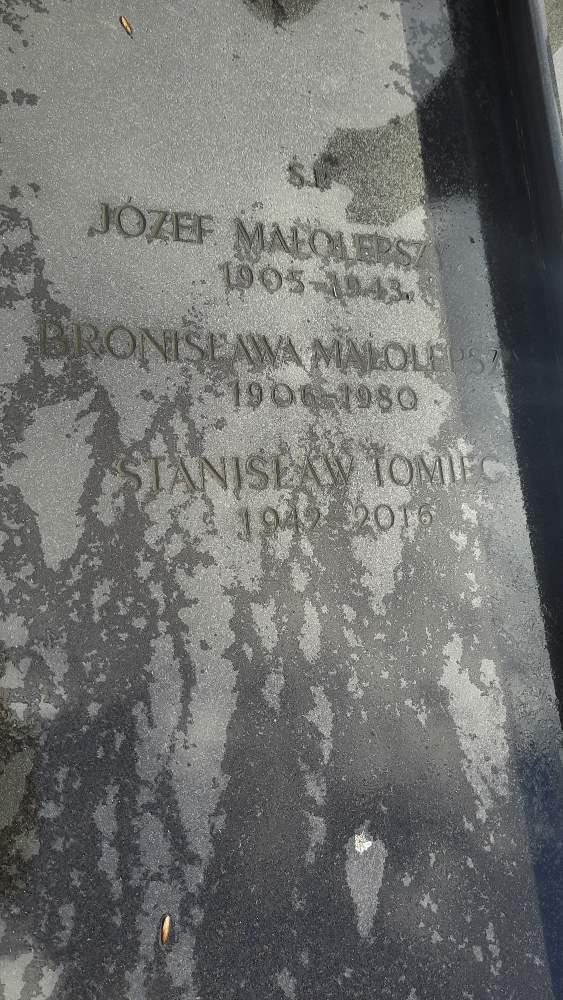 Ś.P.
JÓZEF MAŁOLEPSZY
1905-1943.
BRONISŁAWA MAŁOLEPSZA
1906-1980
STANISŁAW TOMIEC
1942-2016